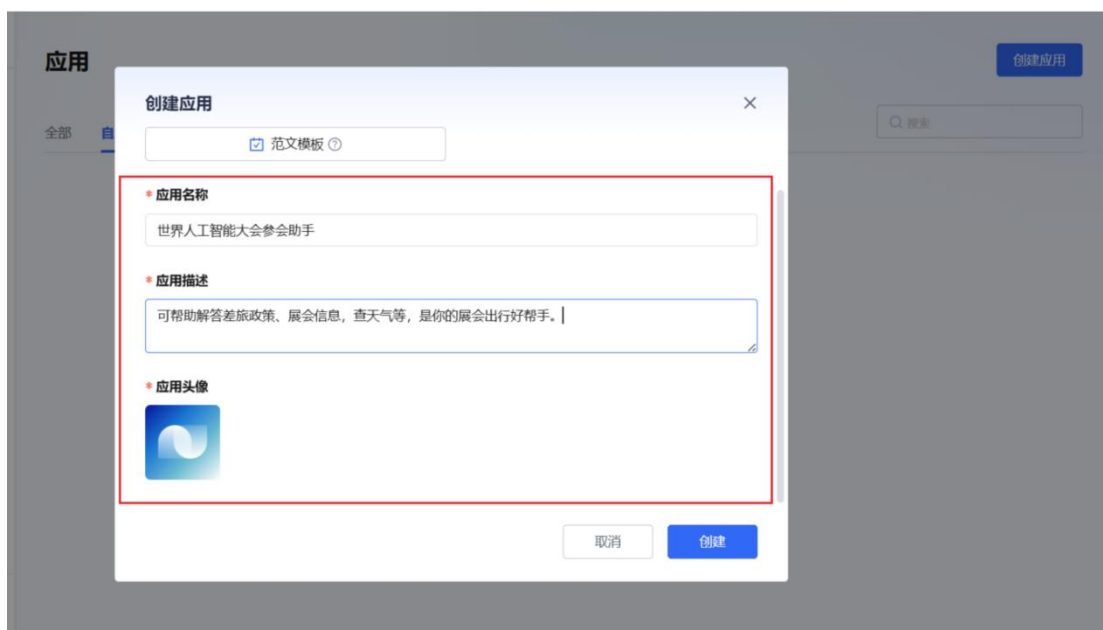 应用
创建应用
全部 自
搜索
创建应用
范文模板
* 应用名称
世界人工智能大会参会助手
* 应用描述
可帮助解答差旅政策、展会信息，查天气等，是你的展会出行好帮手。
* 应用头像
取消 创建